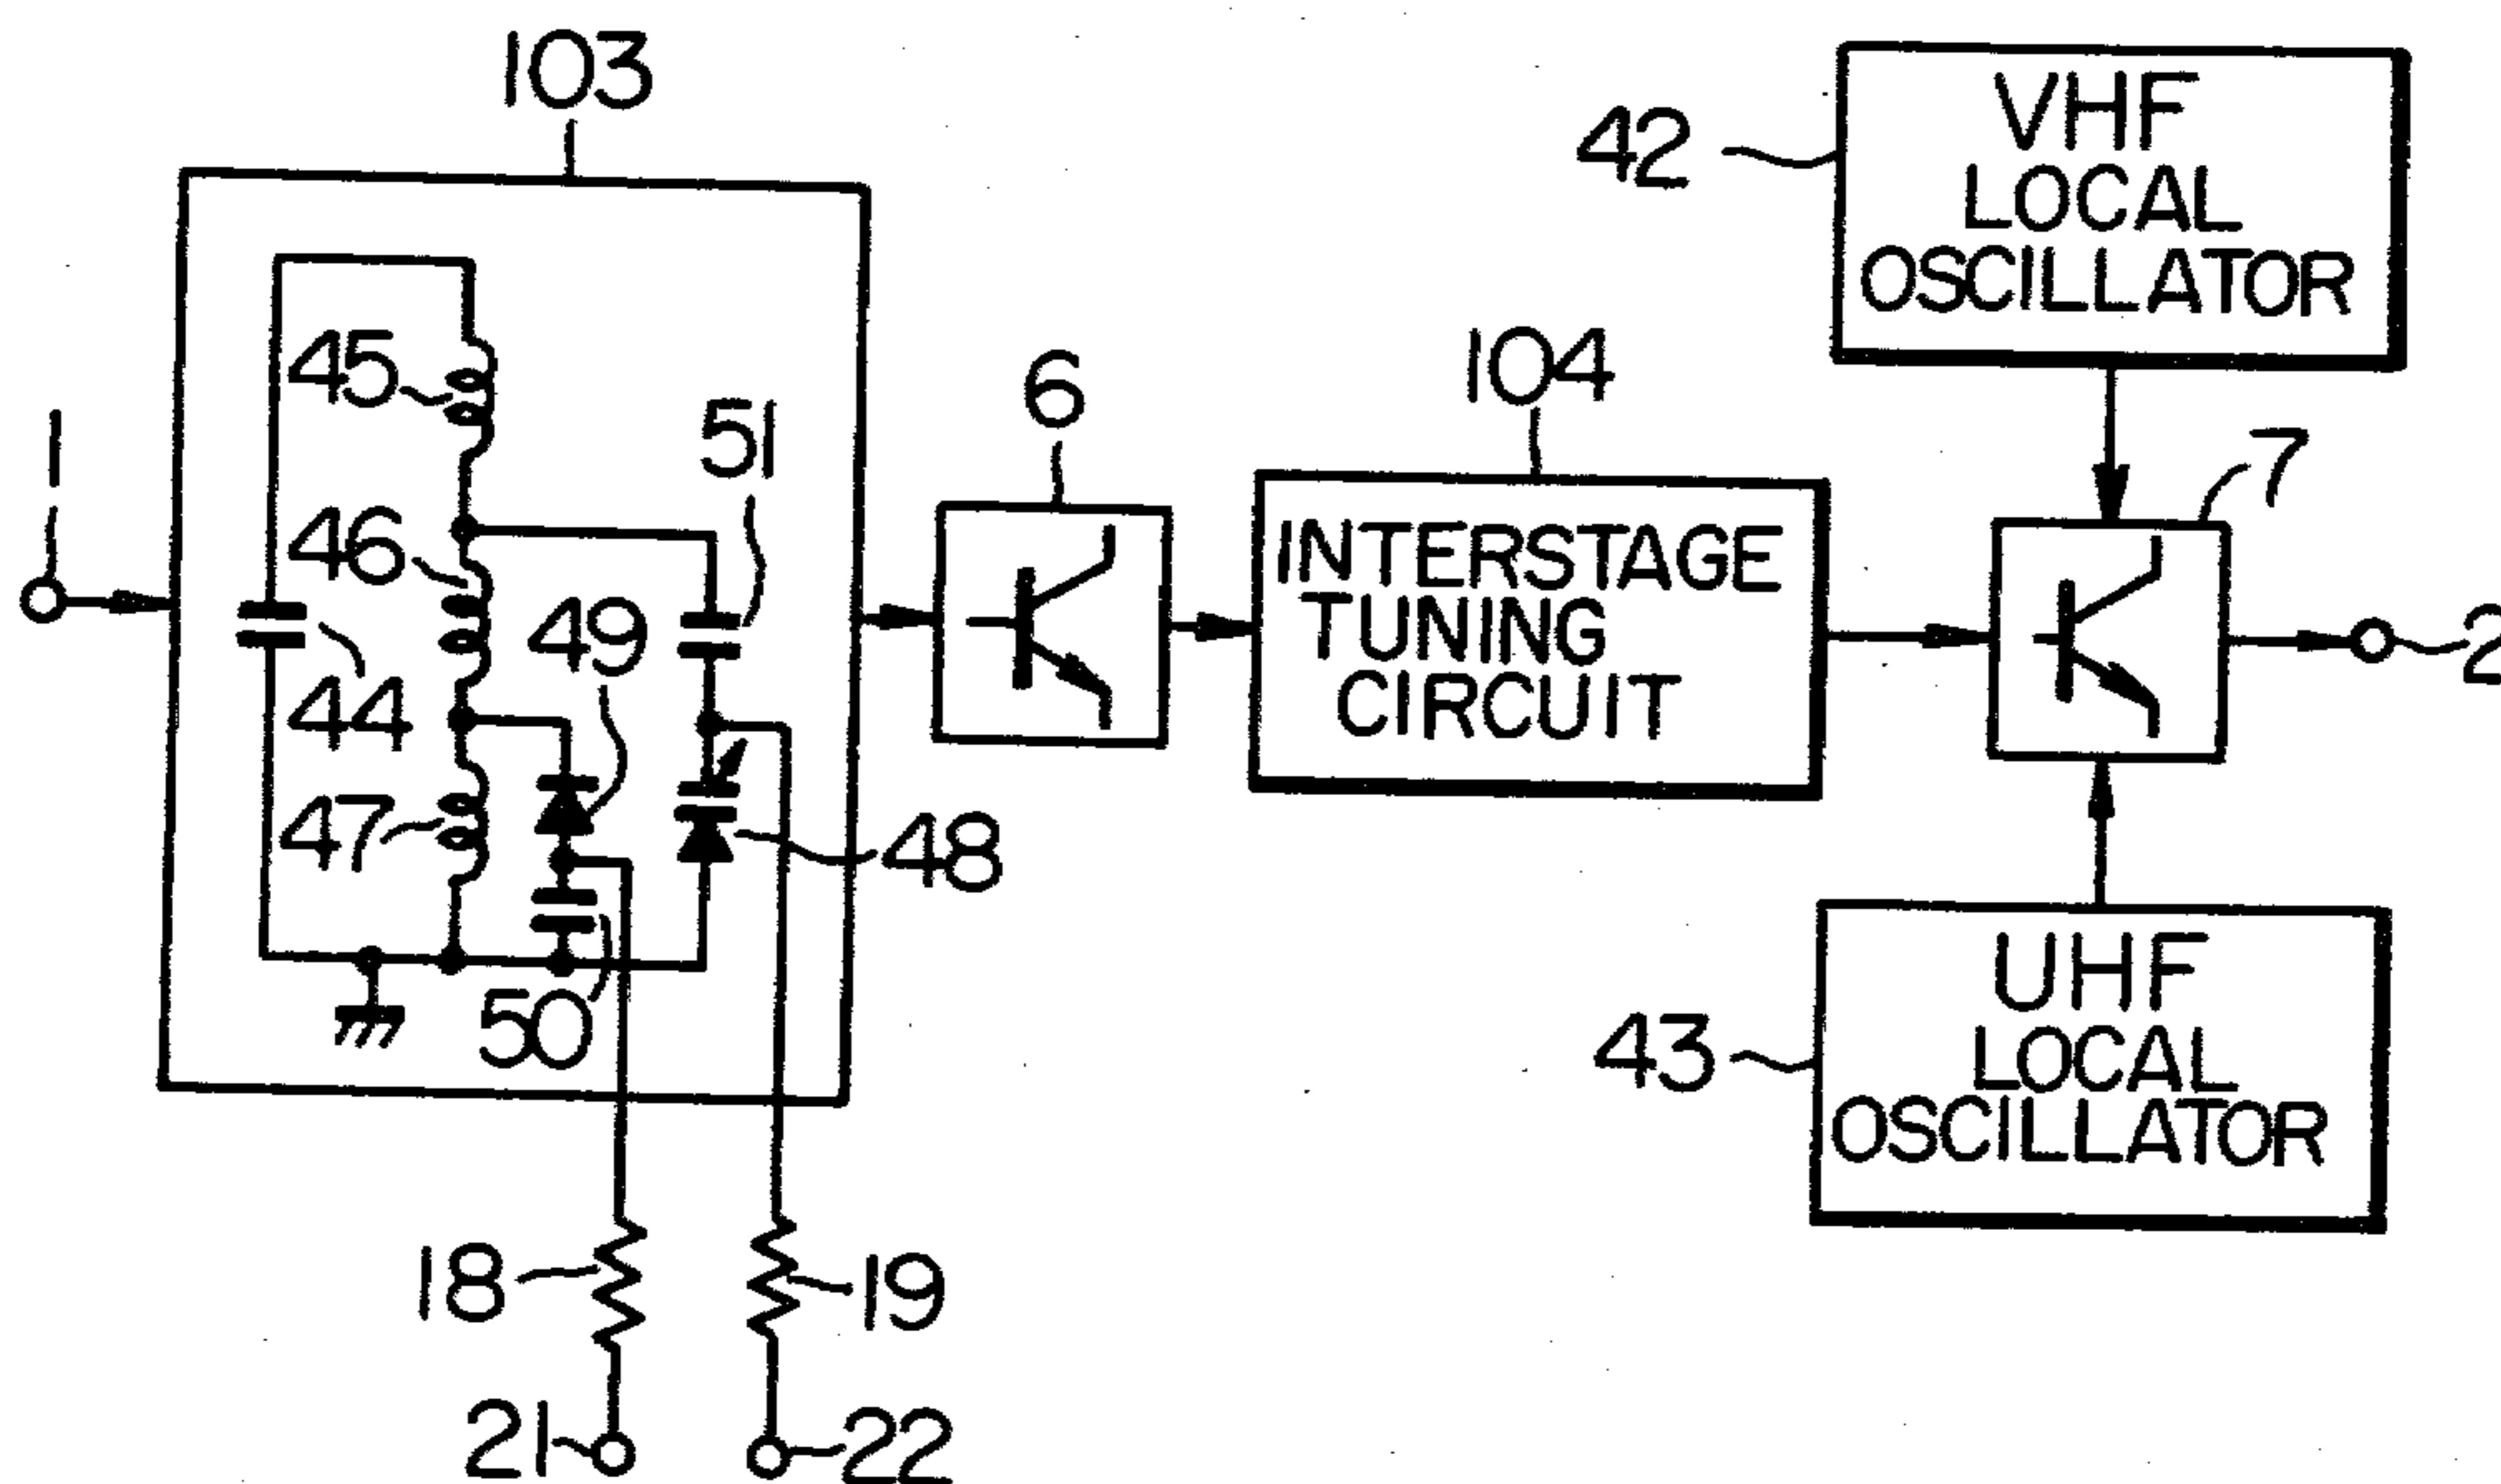 103
42
VHF
LOCAL
OSCILLATOR
1
45
46
44
47
49
51
48
50
6
104
INTERSTAGE
TUNING
CIRCUIT
7
2
43
UHF
LOCAL
OSCILLATOR
18
19
21
22